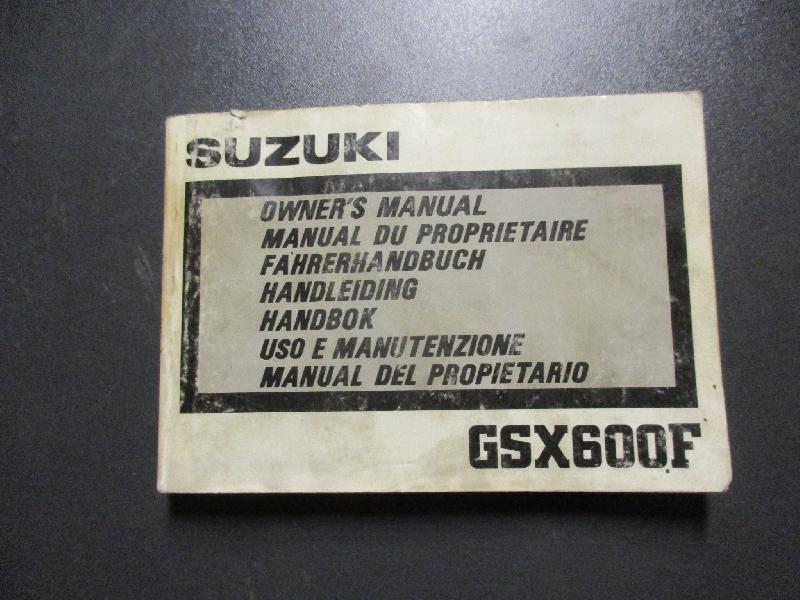 SUZUKI
OWNER'S MANUAL
MANUAL DU PROPRIETAIRE
FAHRERHANDBUCH
HANDLEIDING
HANDBOK
USO E MANUTENZIONE
MANUAL DEL PROPIETARIO
GSX600F